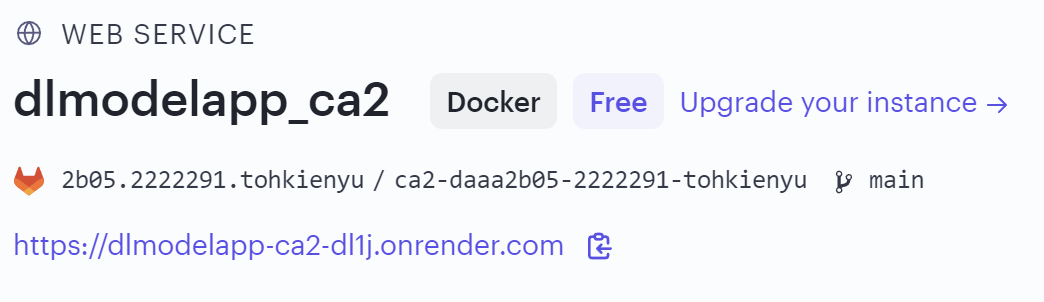 WEB SERVICE
dlmodelapp_ca2 Docker Free Upgrade your instance →
2b05.2222291.tohkienyu / ca2-daaa2b05-2222291-tohkienyu main
https://dlmodelapp-ca2-dl1j.onrender.com